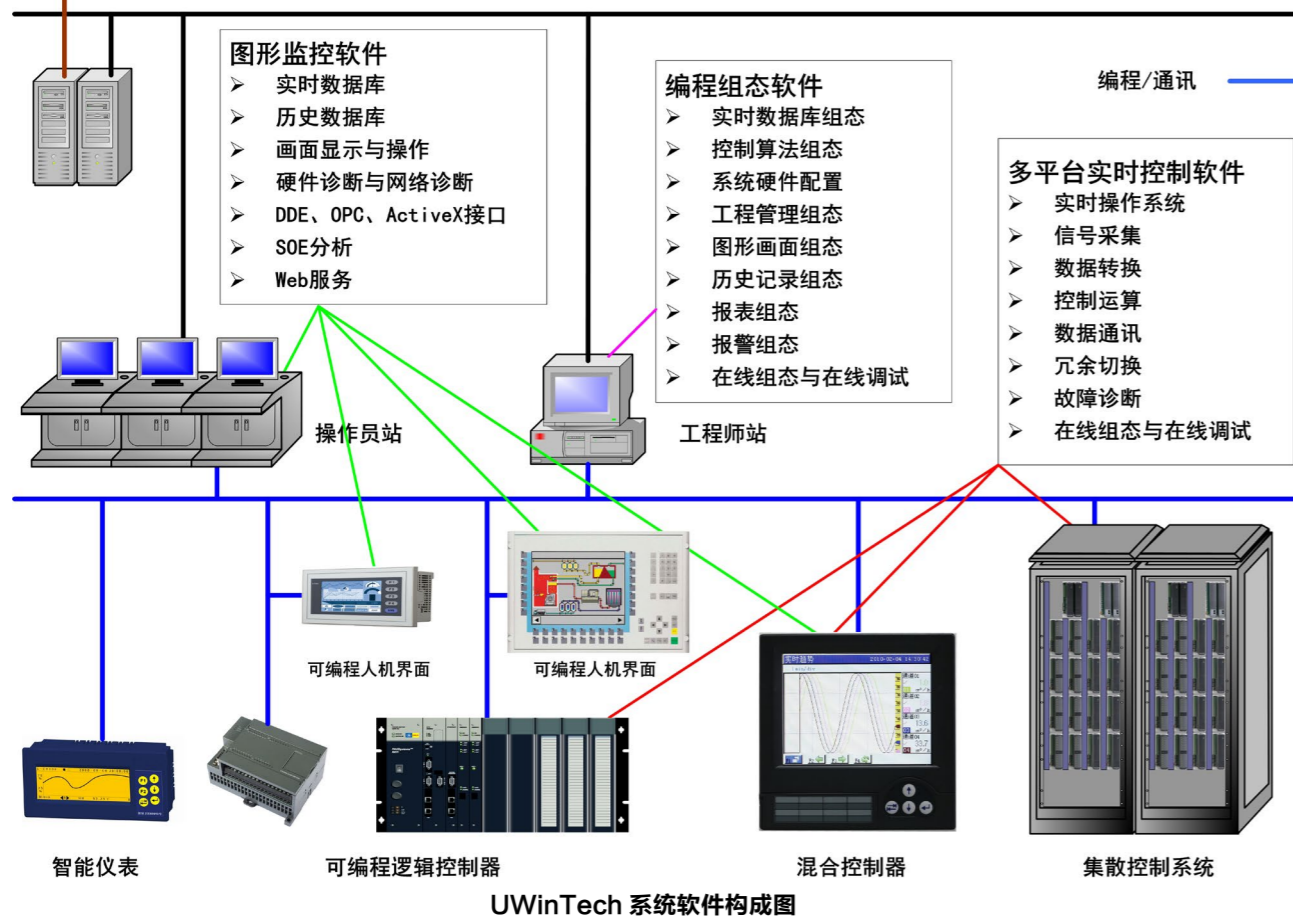 图形监控软件
➢ 实时数据库
➢ 历史数据库
➢ 画面显示与操作
➢ 硬件诊断与网络诊断
➢ DDE、OPC、ActiveX接口
➢ SOE分析
➢ Web服务
编程组态软件
➢ 实时数据库组态
➢ 控制算法组态
➢ 系统硬件配置
➢ 工程管理组态
➢ 图形画面组态
➢ 历史记录组态
➢ 报表组态
➢ 报警组态
➢ 在线组态与在线调试
编程/通讯
多平台实时控制软件
➢ 实时操作系统
➢ 信号采集
➢ 数据转换
➢ 控制运算
➢ 数据通讯
➢ 冗余切换
➢ 故障诊断
➢ 在线组态与在线调试
操作员站
工程师站
可编程人机界面
可编程人机界面
实时趋势
智能仪表
可编程逻辑控制器
混合控制器
集散控制系统
UWinTech 系统软件构成图